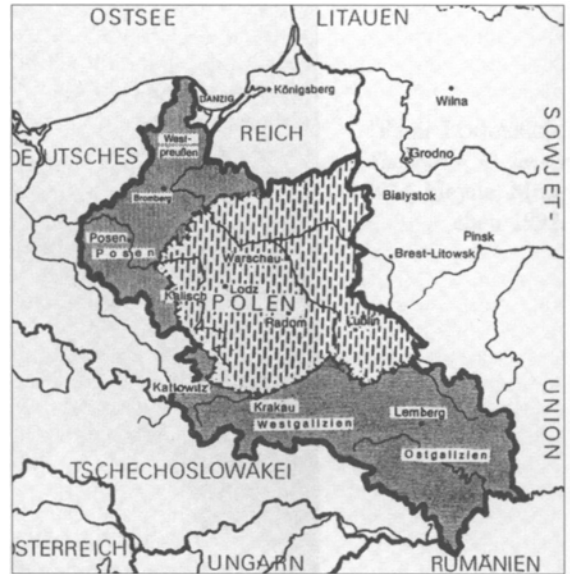 OSTSEE
LITAUEN
DANZIG
Königsberg
Wilna
West-
preußen
REICH
DEUTSCHES
SOWJET-
Grodno
Bromberg
Bialystok
Posen
Posen
Warschau
Brest-Litowsk
Pinsk
Kalisch
Lodz
POLEN
Radom
Lublin
Kattowitz
Krakau
Westgalizien
Lemberg
Ostgalizien
UNION
TSCHECHOSLOWAKEI
ÖSTERREICH
UNGARN
RUMÄNIEN